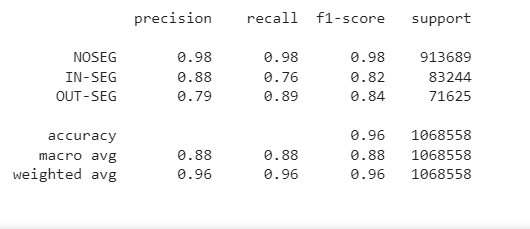 precision recall f1-score support
NOSEG 0.98 0.98 0.98 913689
IN-SEG 0.88 0.76 0.82 83244
OUT-SEG 0.79 0.89 0.84 71625
accuracy 0.96 1068558
macro avg 0.88 0.88 0.88 1068558
weighted avg 0.96 0.96 0.96 1068558